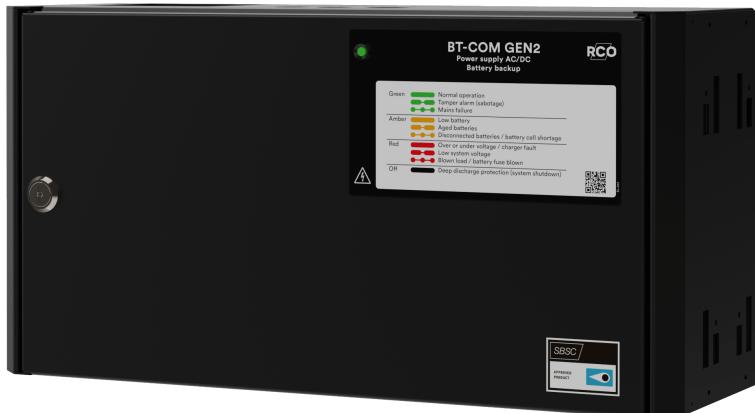 BT-COM GEN2
RCO
Power supply AC/DC
Battery backup
Green Normal operation
Tamper alarm (sabotage)
Mains failure
Amber Low battery
Aged batteries
Disconnected batteries / battery cell shortage
Red Over or under voltage / charger fault
Low system voltage
Blown load / battery fuse blown
Off Deep discharge protection (system shutdown)
SBSC
APPROVED
PRODUCT